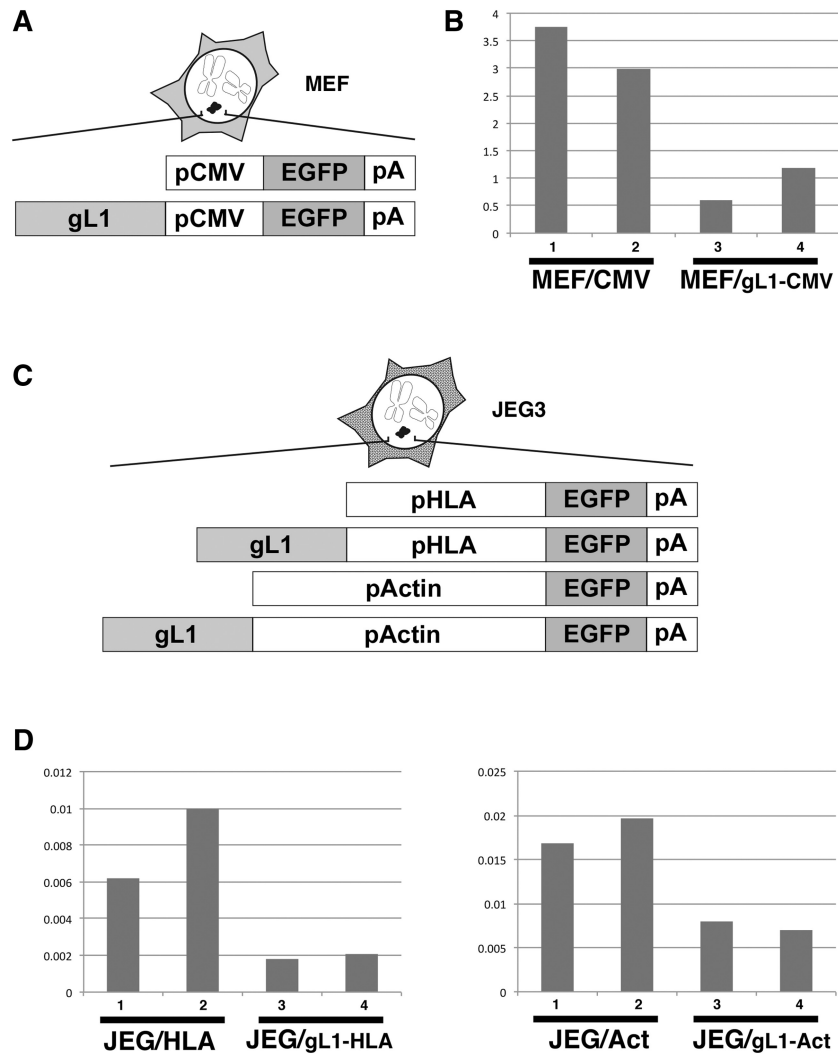 A
MEF
pCMV EGFP pA
gL1 pCMV EGFP pA
B
4
3.5
3
2.5
2
1.5
1
0.5
0
1 2 3 4
MEF/CMV MEF/gL1-CMV
C
JEG3
pHLA EGFP pA
gL1 pHLA EGFP pA
pActin EGFP pA
gL1 pActin EGFP pA
D
0.012
0.01
0.008
0.006
0.004
0.002
0
1 2 3 4
JEG/HLA JEG/gL1-HLA
0.025
0.02
0.015
0.01
0.005
0
1 2 3 4
JEG/Act JEG/gL1-Act